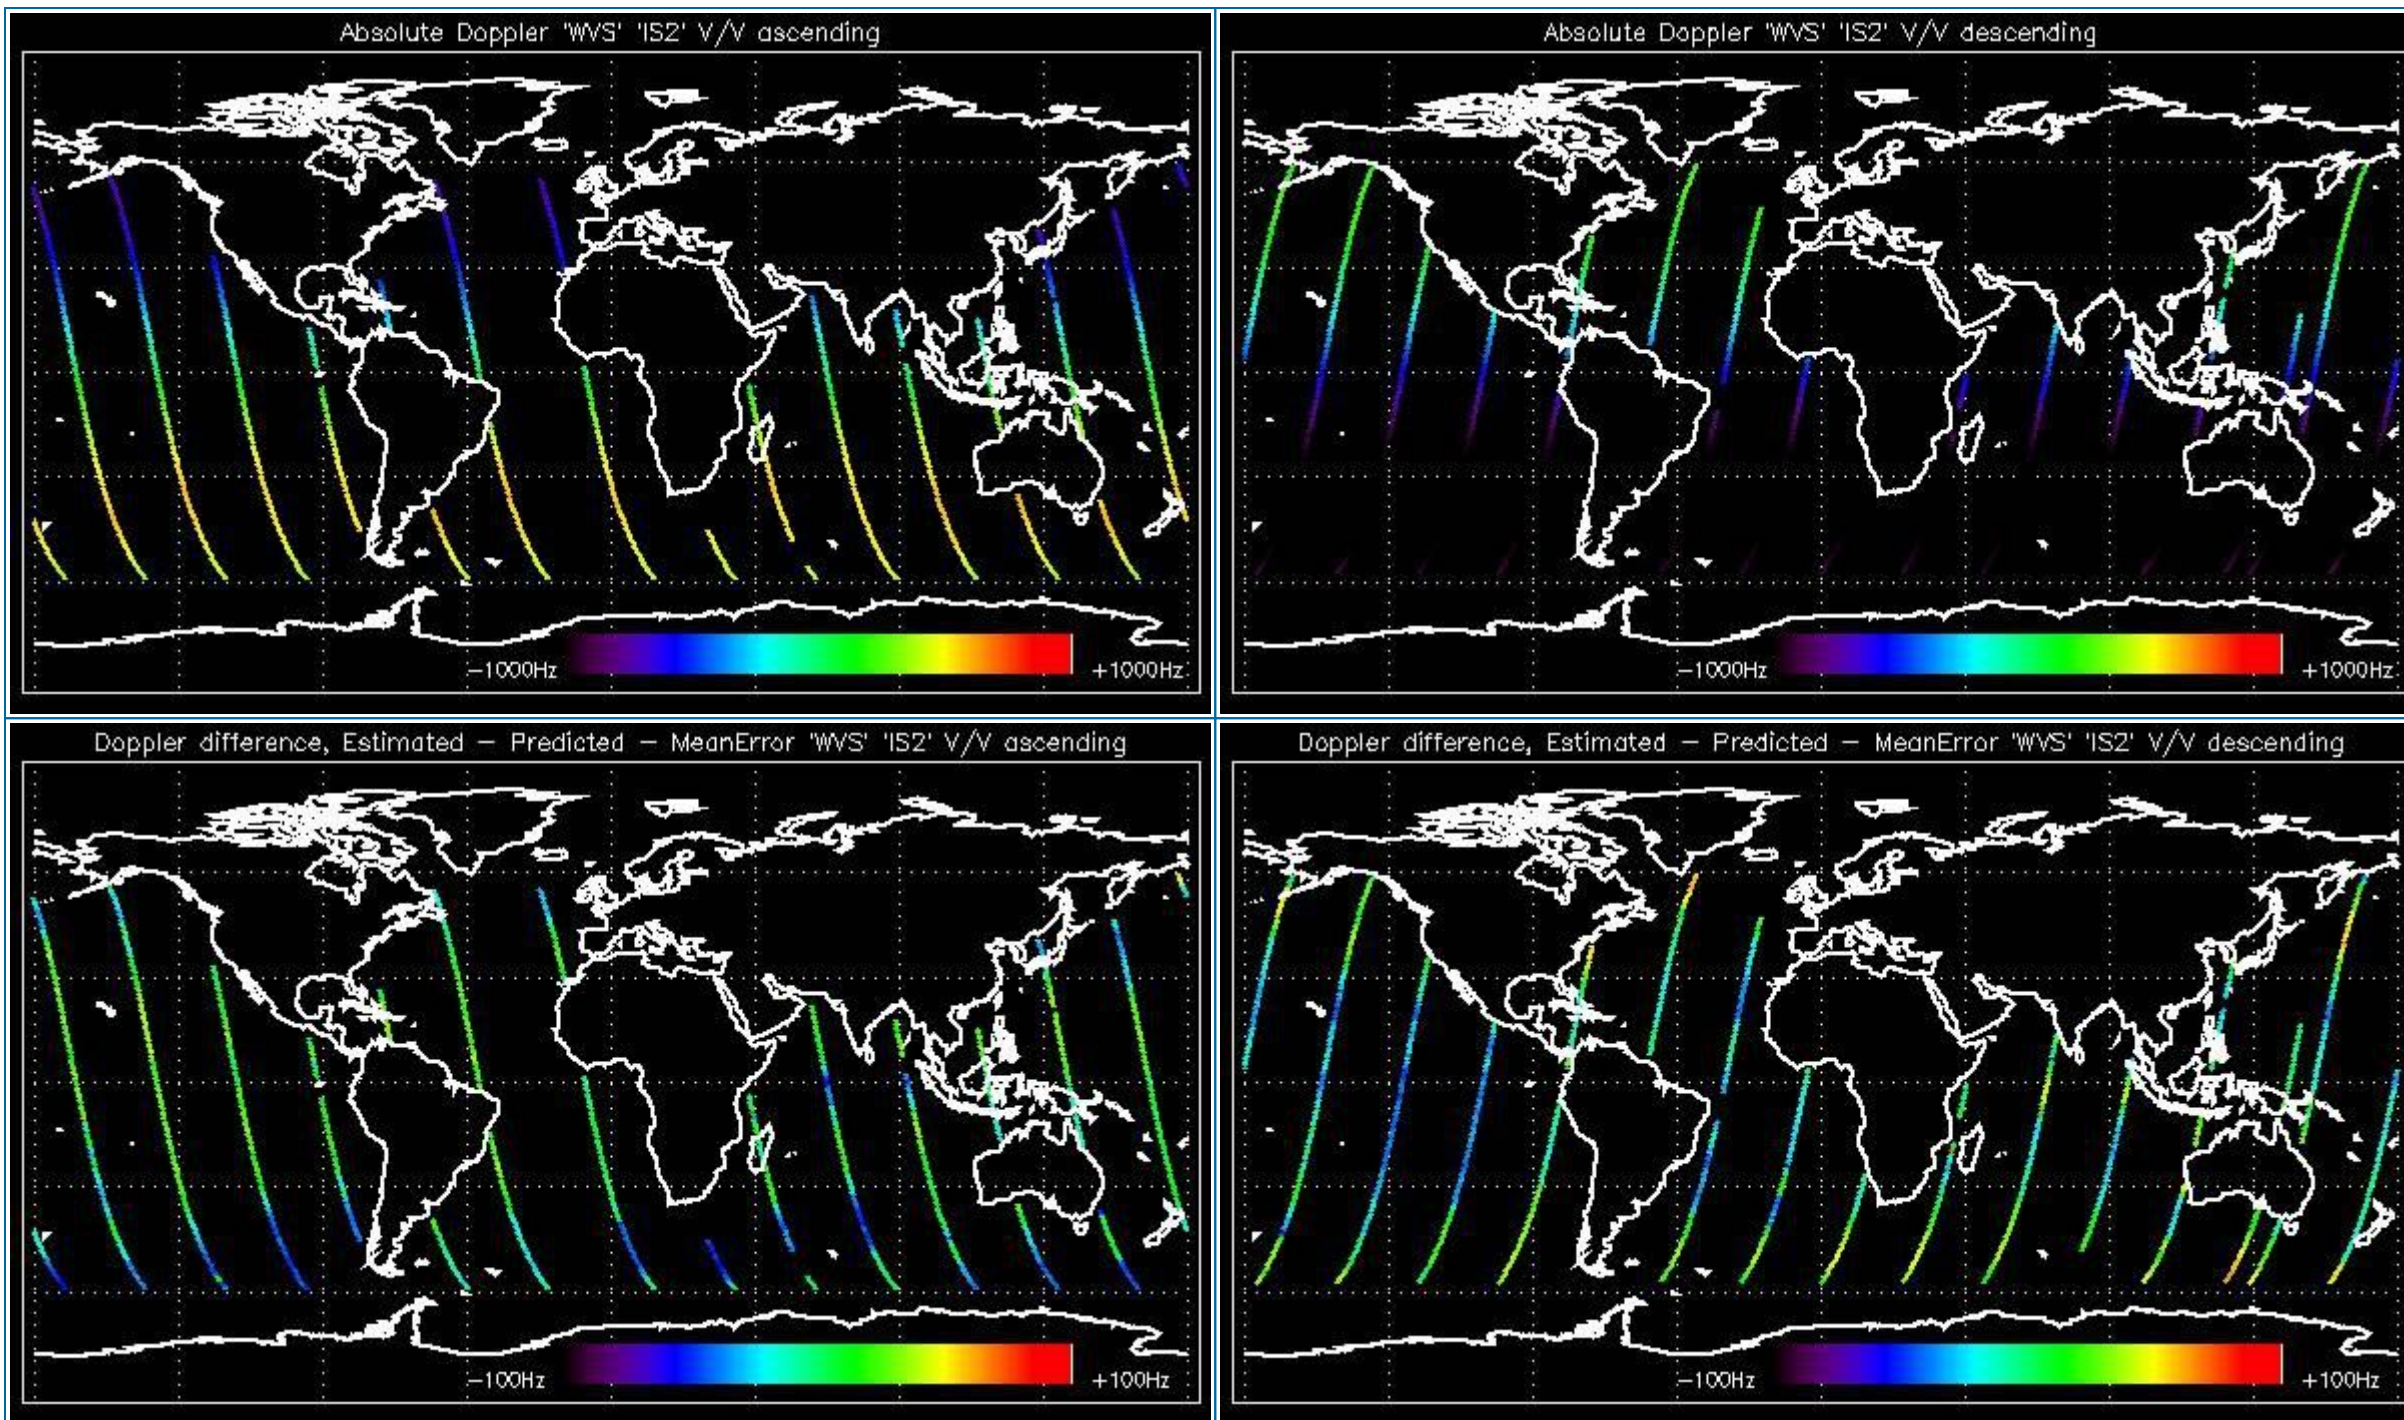 Absolute Doppler 'WVS' 'IS2' V/V ascending
-1000Hz
+1000Hz
Absolute Doppler 'WVS' 'IS2' V/V descending
-1000Hz
+1000Hz
Doppler difference, Estimated - Predicted - MeanError 'WVS' 'IS2' V/V ascending
-100Hz
+100Hz
Doppler difference, Estimated - Predicted - MeanError 'WVS' 'IS2' V/V descending
-100Hz
+100Hz